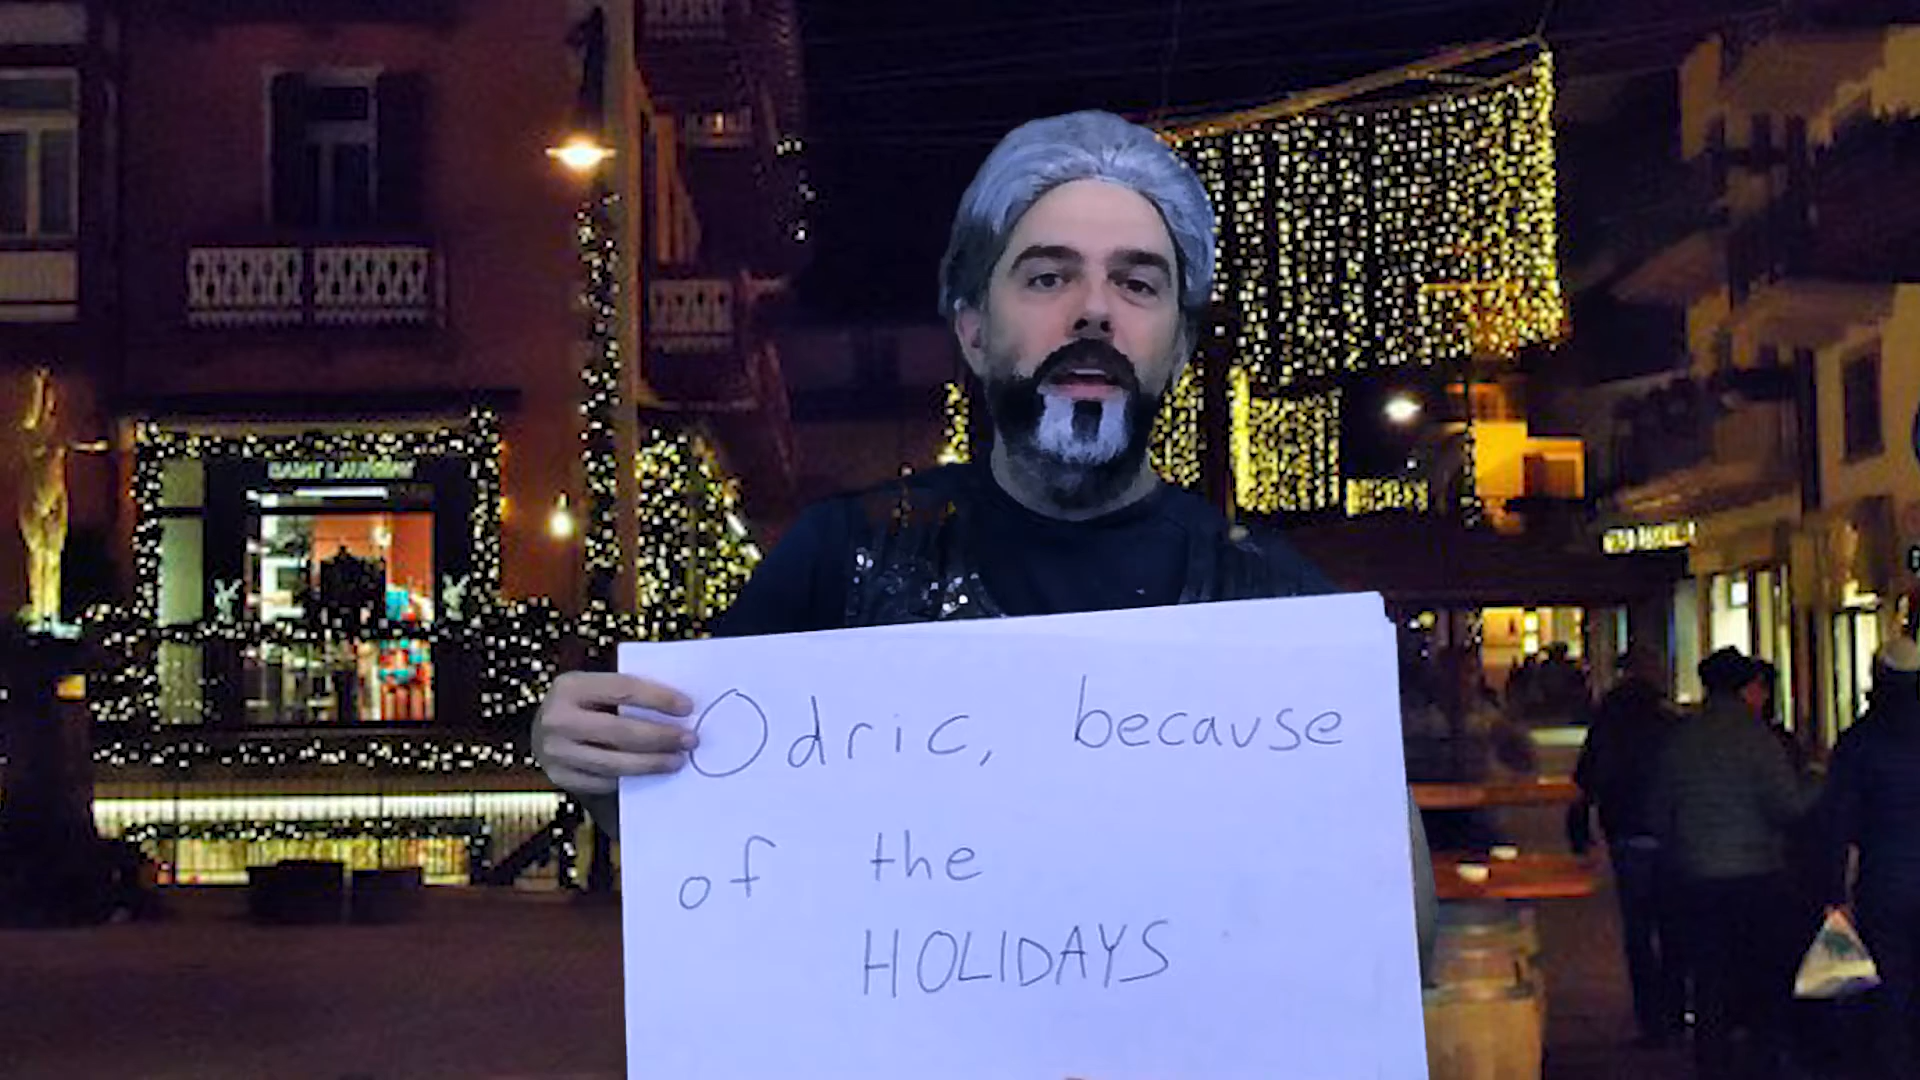 SAINT LAURENT
Odric, because
of the
HOLIDAYS